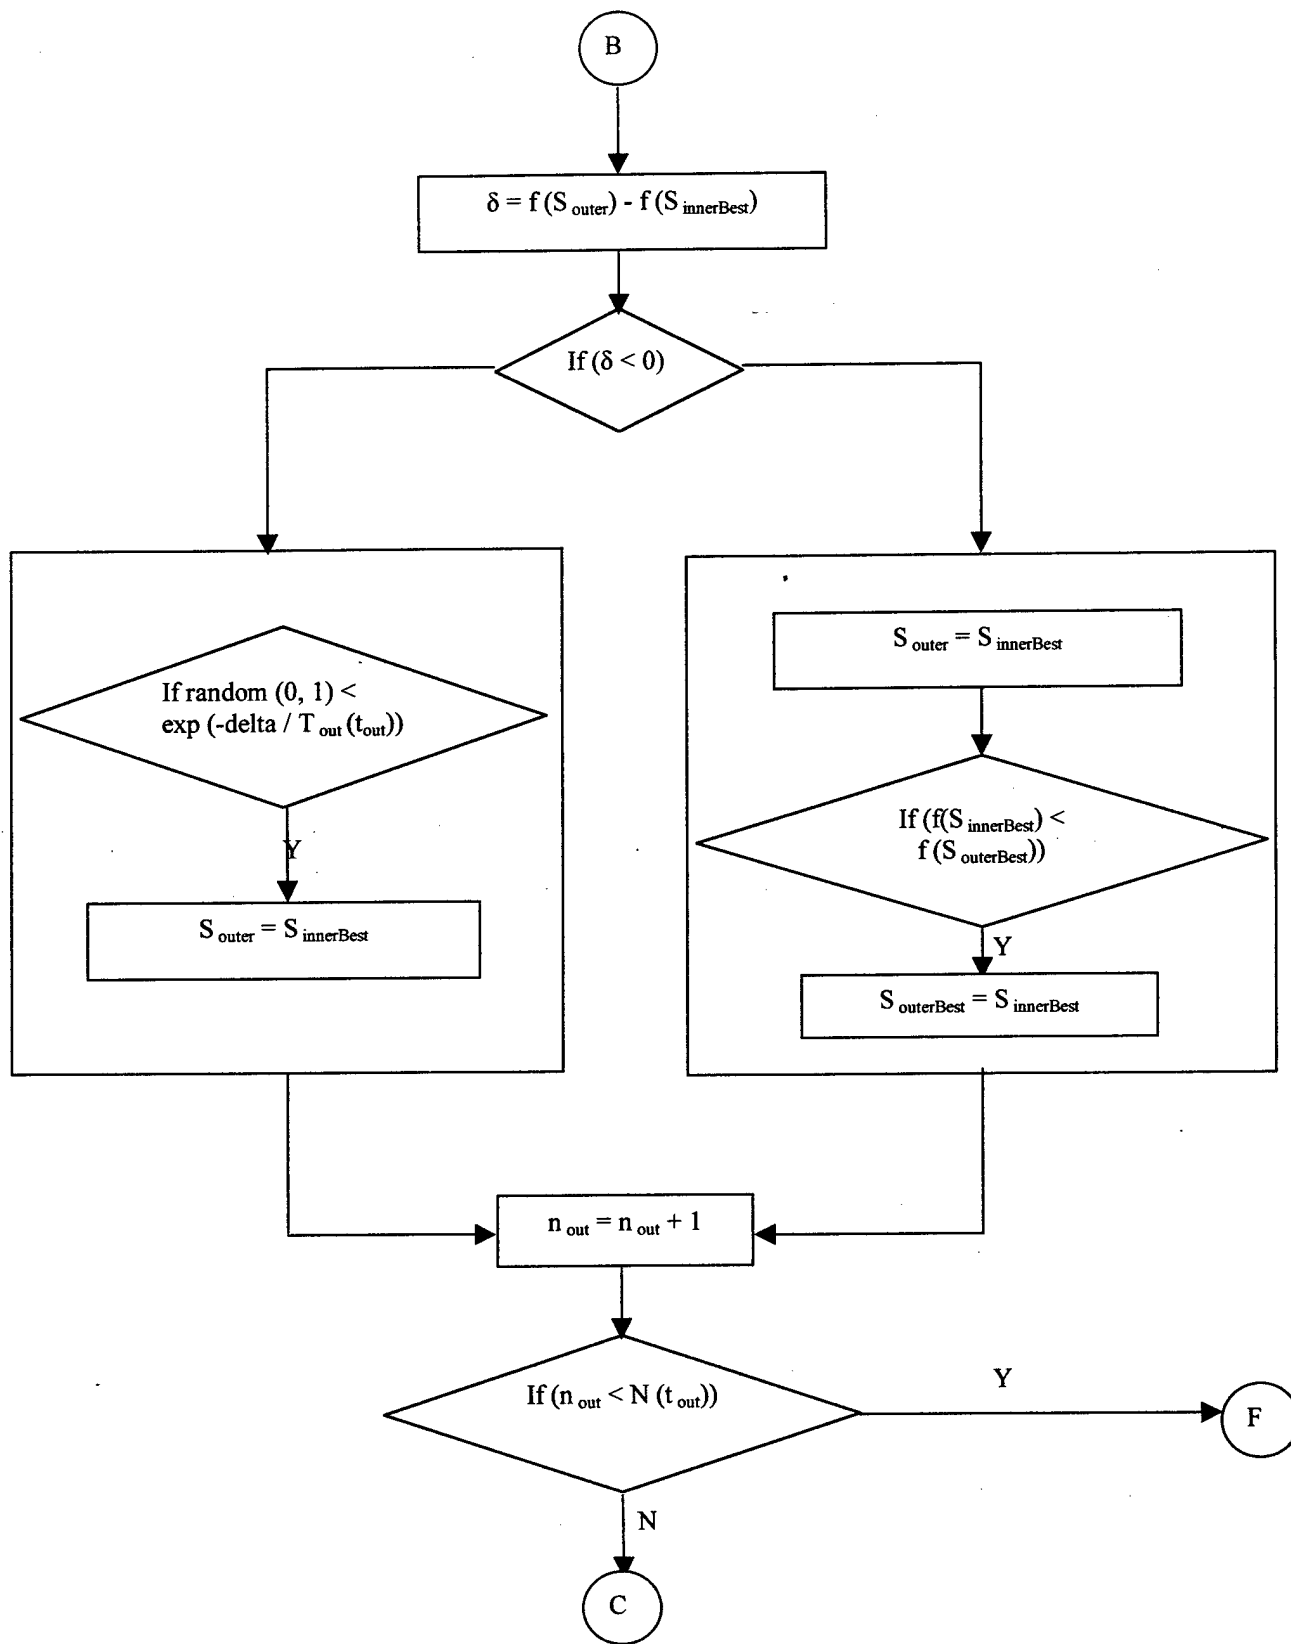 B
δ = f (S outer) - f (S innerBest)
If (δ < 0)
If random (0, 1) <
exp (-delta / T out (tout))
Y
S outer = S innerBest
S outer = S innerBest
If (f(S innerBest) <
f (S outerBest))
Y
S outerBest = S innerBest
n out = n out + 1
If (n out < N (t out))
Y
F
N
C